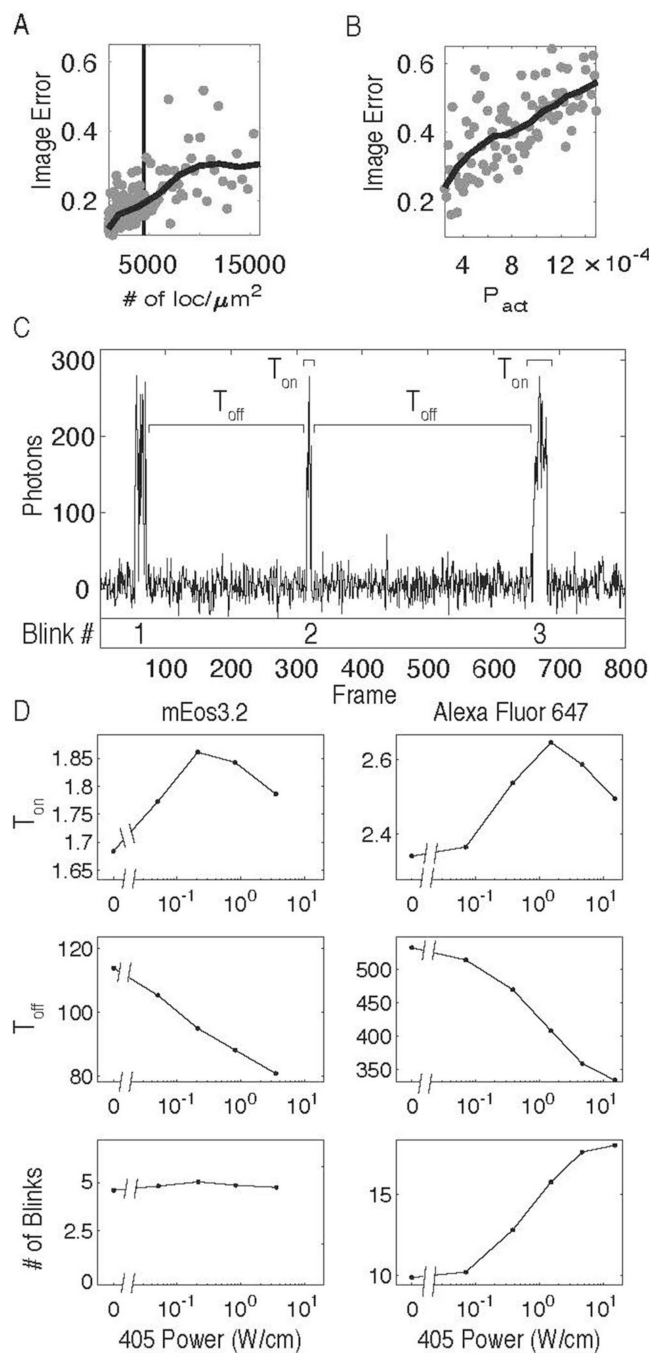 A
Image Error
0.6
0.4
0.2
5000 15000
# of loc/μm²
B
Image Error
0.6
0.4
0.2
4 8 12 ×10⁻⁴
P_act
C
Photons
300
200
100
0
T_on
T_off
T_on
T_off
Blink # 1 2 3
100 200 300 400 500 600 700 800
Frame
D
mEos3.2
Alexa Fluor 647
T_on
1.85
1.8
1.75
1.7
1.65
0 10⁻¹ 10⁰ 10¹
2.6
2.4
0 10⁻¹ 10⁰ 10¹
T_off
120
100
80
0 10⁻¹ 10⁰ 10¹
500
450
400
350
0 10⁻¹ 10⁰ 10¹
# of Blinks
5
2.5
0
0 10⁻¹ 10⁰ 10¹
405 Power (W/cm)
15
10
0 10⁻¹ 10⁰ 10¹
405 Power (W/cm)